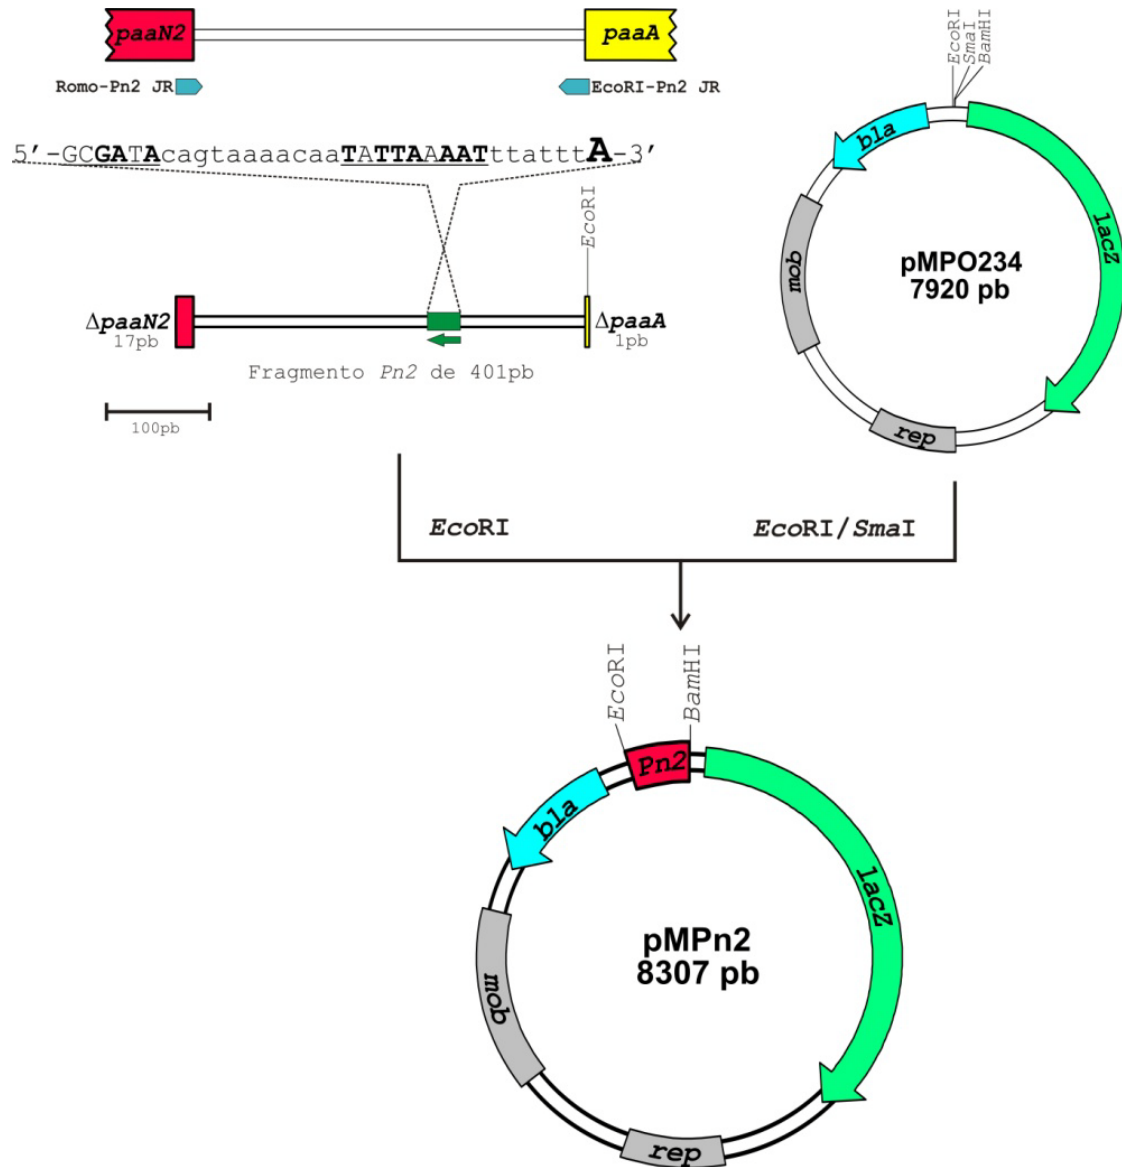 paaN2
paaA
Romo-Pn2 JR
EcoRI-Pn2 JR
5'-GCGATAcagtaaaacaaTATTAAAATttatttA-3'
EcoRI
ΔpaaN2
17pb
ΔpaaA
1pb
Fragmento Pn2 de 401pb
100pb
EcoRI
SmaI
BamHI
bla
lacZ
mob
rep
pMPO234
7920 pb
EcoRI
EcoRI/SmaI
EcoRI
BamHI
Pn2
bla
lacZ
mob
rep
pMPn2
8307 pb